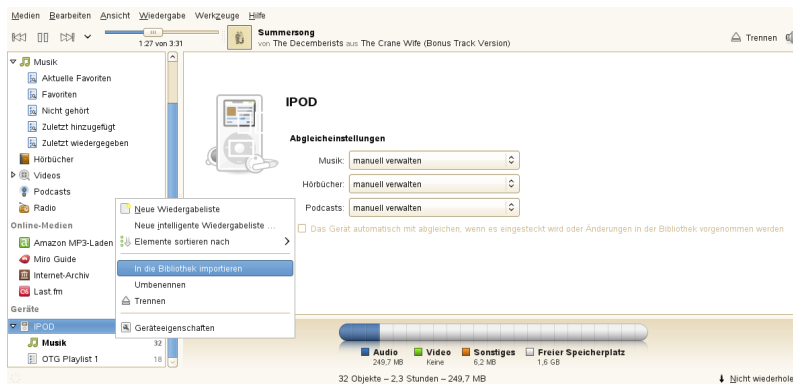 Medien Bearbeiten Ansicht Wiedergabe Werkzeuge Hilfe
Summersong
von The Decemberists aus The Crane Wife (Bonus Track Version)
1:27 von 3:31
Trennen
Musik
Aktuelle Favoriten
Favoriten
Nicht gehört
Zuletzt hinzugefügt
Zuletzt wiedergegeben
Hörbücher
Videos
Podcasts
Radio
Online-Medien
Amazon MP3-Laden
Miro Guide
Internet-Archiv
Last.fm
Geräte
IPOD
Musik 32
OTG Playlist 1 18
Neue Wiedergabeliste
Neue intelligente Wiedergabeliste ...
Elemente sortieren nach
In die Bibliothek importieren
Umbenennen
Trennen
Geräteeigenschaften
IPOD
Abgleicheinstellungen
Musik: manuell verwalten
Hörbücher: manuell verwalten
Podcasts: manuell verwalten
Das Gerät automatisch mit abgleichen, wenn es eingesteckt wird oder Änderungen in der Bibliothek vorgenommen werden
Audio Video Sonstiges Freier Speicherplatz
249,7 MB Keine 6,2 MB 1,6 GB
32 Objekte – 2,3 Stunden – 249,7 MB
Nicht wiederhole